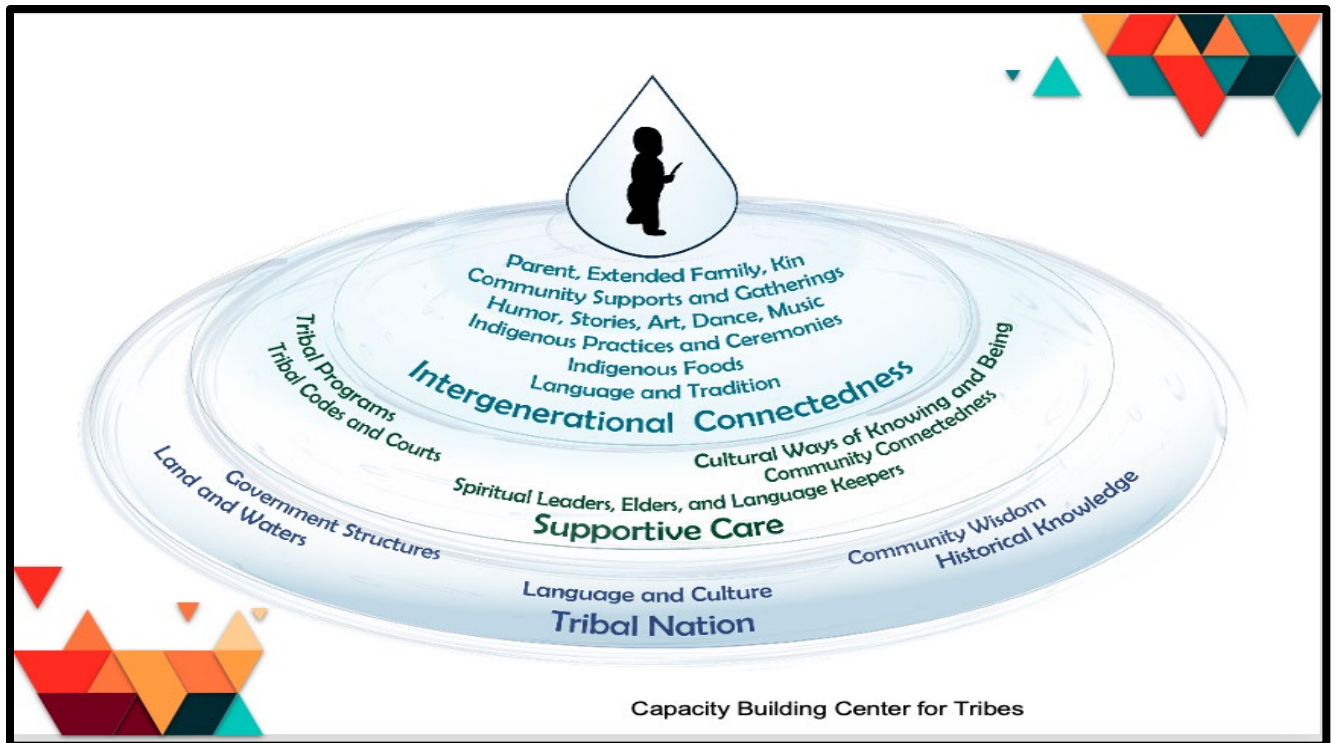 Parent, Extended Family, Kin
Community Supports and Gatherings
Humor, Stories, Art, Dance, Music
Indigenous Practices and Ceremonies
Indigenous Foods
Language and Tradition
Intergenerational Connectedness
Tribal Programs
Tribal Codes and Courts
Cultural Ways of Knowing and Being
Community Connectedness
Spiritual Leaders, Elders, and Language Keepers
Supportive Care
Government Structures
Land and Waters
Community Wisdom
Historical Knowledge
Language and Culture
Tribal Nation
Capacity Building Center for Tribes